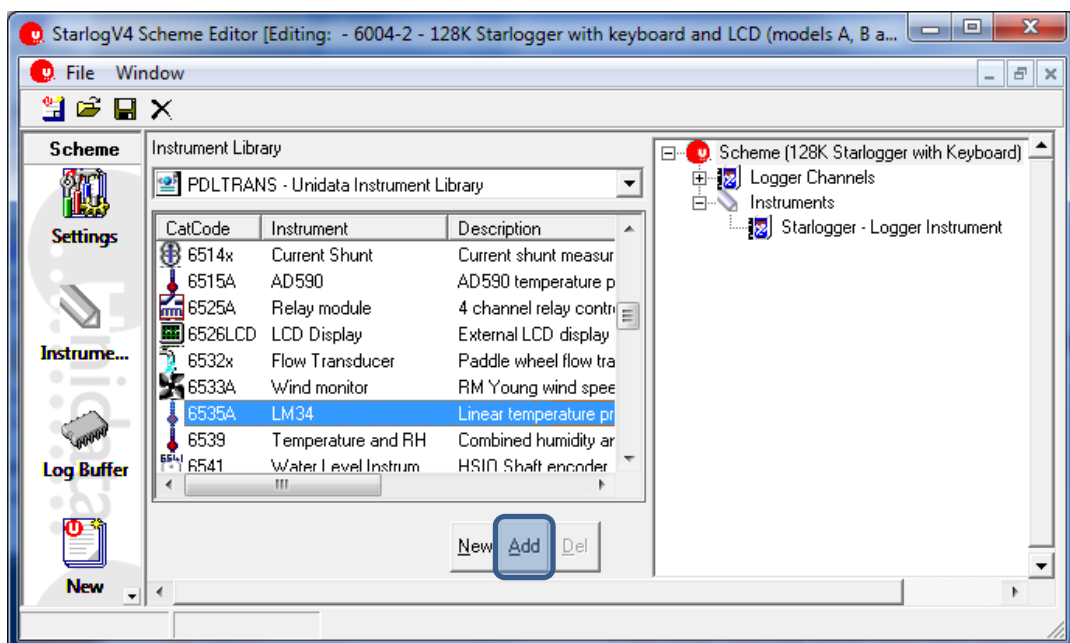 StarlogV4 Scheme Editor [Editing: - 6004-2 - 128K Starlogger with keyboard and LCD (models A, B a...
File Window
Scheme
Settings
Instrume...
Log Buffer
New
Instrument Library
PDLTRANS - Unidata Instrument Library
CatCode Instrument Description
6514x Current Shunt Current shunt measur
6515A AD590 AD590 temperature p
6525A Relay module 4 channel relay contr
6526LCD LCD Display External LCD display
6532x Flow Transducer Paddle wheel flow tra
6533A Wind monitor RM Young wind spee
6535A LM34 Linear temperature pr
6539 Temperature and RH Combined humidity ar
6541 Water Level Instrum HSIO Shaft encoder
New Add Del
Scheme (128K Starlogger with Keyboard)
Logger Channels
Instruments
Starlogger - Logger Instrument
Unidata